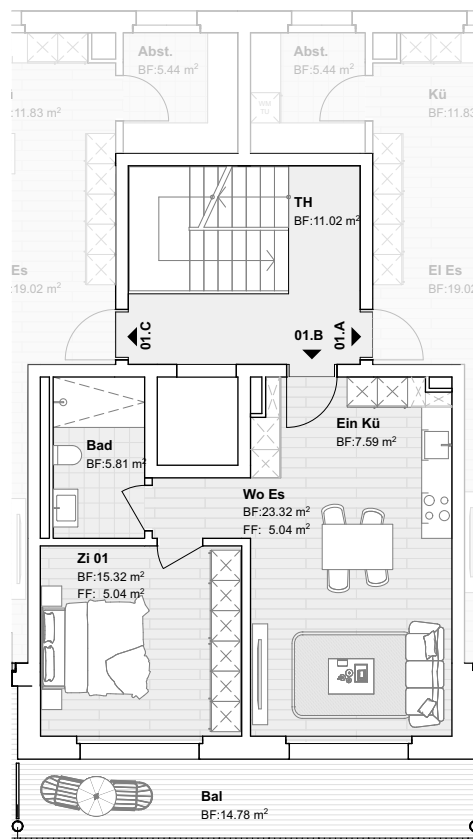 Abst.
BF:5.44 m²
Abst.
BF:5.44 m²
WM
TU
:11.83 m²
Kü
BF:11.83
TH
BF:11.02 m²
Es
:19.02 m²
El Es
BF:19.02
01.C
01.B
01.A
Ein Kü
BF:7.59 m²
Bad
BF:5.81 m²
Wo Es
BF:23.32 m²
FF: 5.04 m²
Zi 01
BF:15.32 m²
FF: 5.04 m²
Bal
BF:14.78 m²